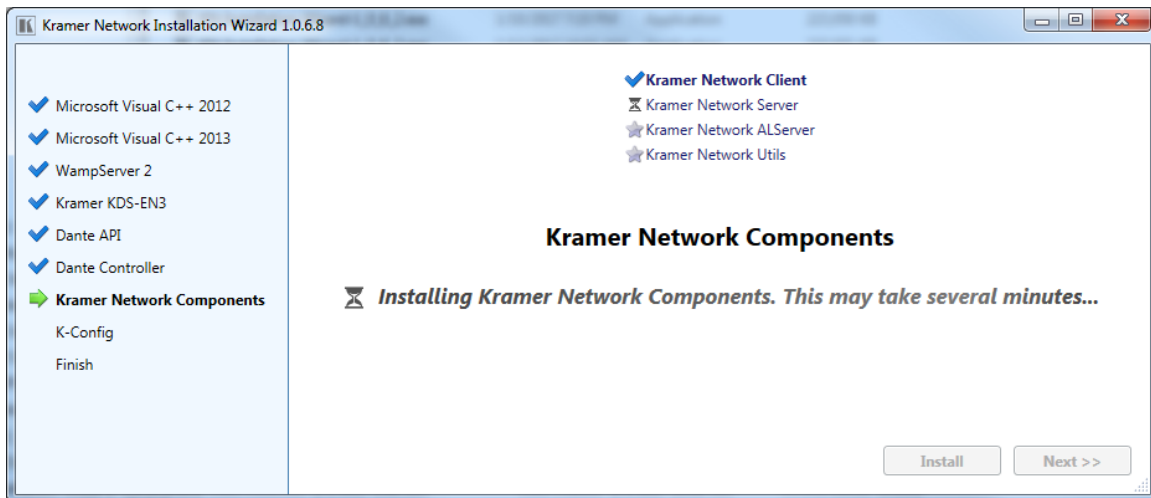 Kramer Network Installation Wizard 1.0.6.8
Microsoft Visual C++ 2012
Microsoft Visual C++ 2013
WampServer 2
Kramer KDS-EN3
Dante API
Dante Controller
Kramer Network Components
K-Config
Finish
Kramer Network Client
Kramer Network Server
Kramer Network ALServer
Kramer Network Utils
Kramer Network Components
Installing Kramer Network Components. This may take several minutes...
Install
Next >>